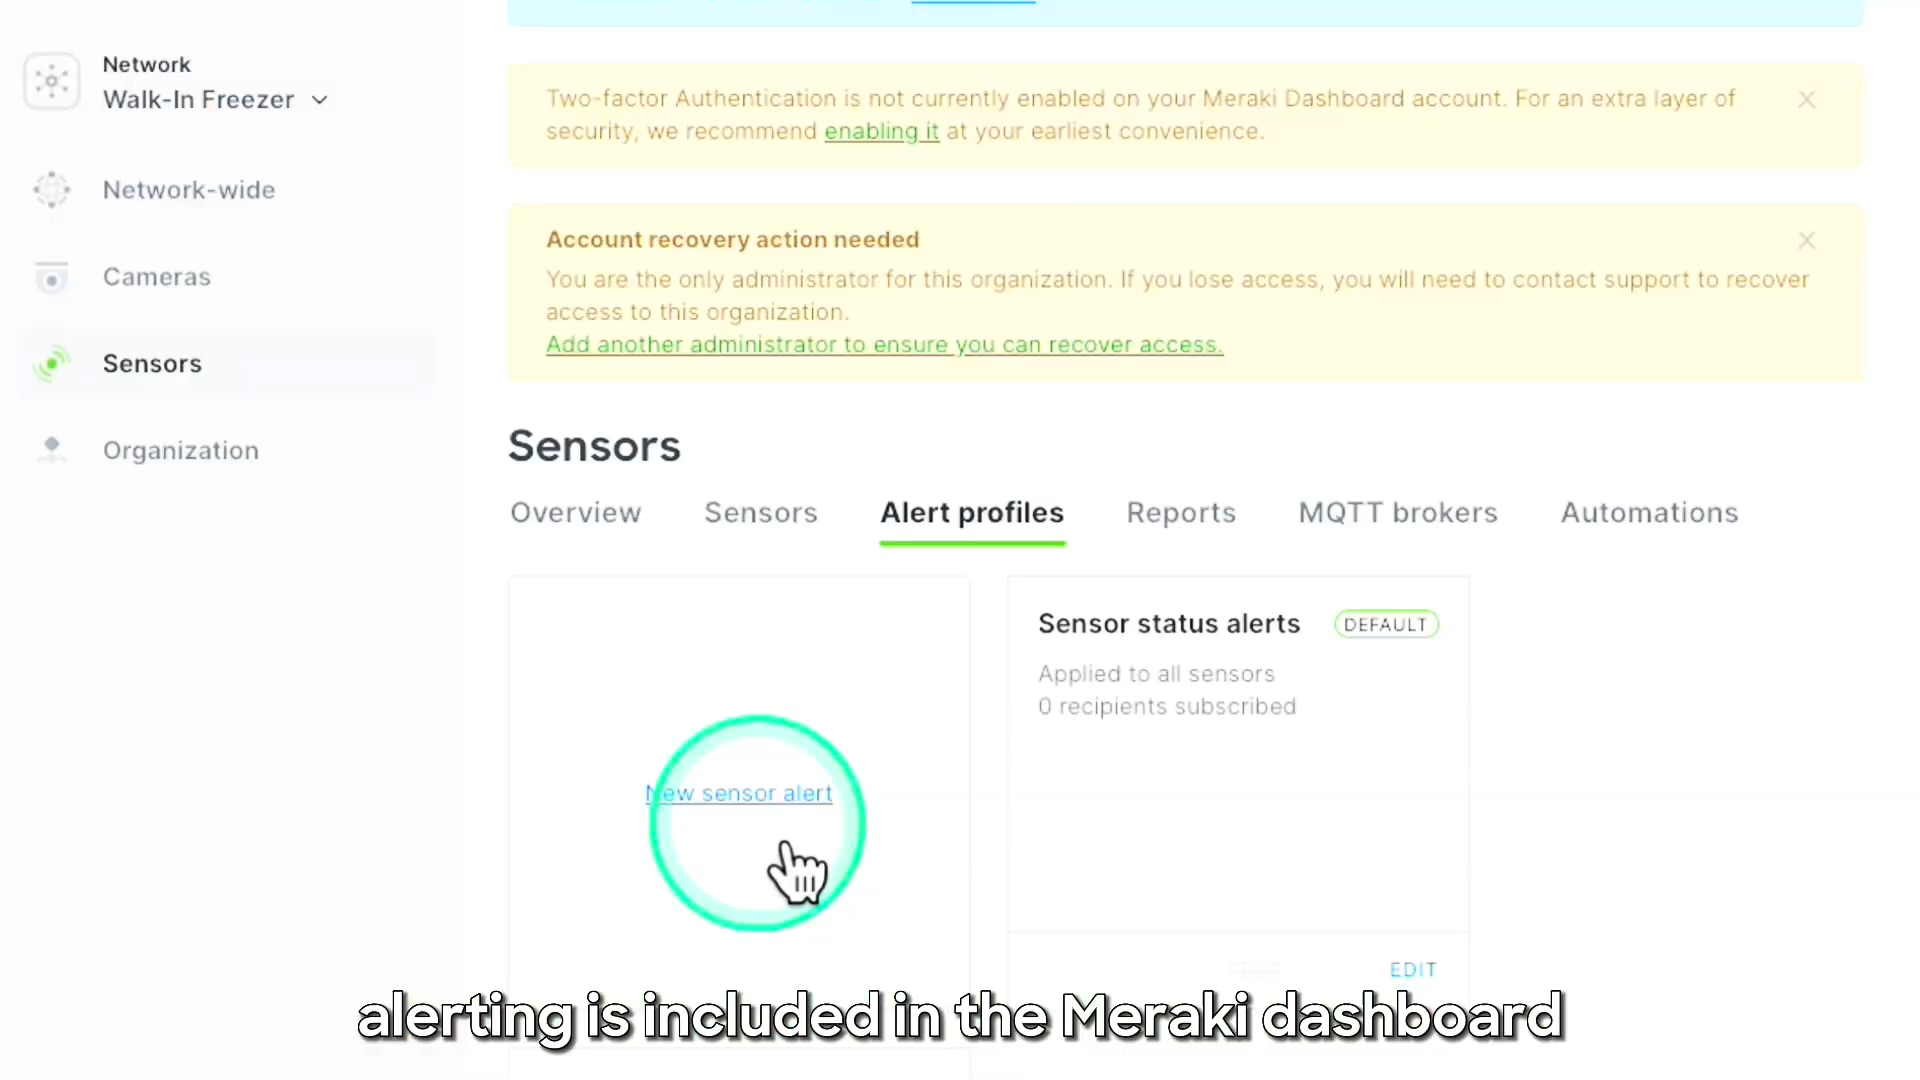 Network
Walk-In Freezer
Network-wide
Cameras
Sensors
Organization
Two-factor Authentication is not currently enabled on your Meraki Dashboard account. For an extra layer of
security, we recommend enabling it at your earliest convenience.
Account recovery action needed
You are the only administrator for this organization. If you lose access, you will need to contact support to recover
access to this organization.
Add another administrator to ensure you can recover access.
Sensors
Overview Sensors Alert profiles Reports MQTT brokers Automations
New sensor alert
Sensor status alerts DEFAULT
Applied to all sensors
0 recipients subscribed
EDIT
alerting is included in the Meraki dashboard